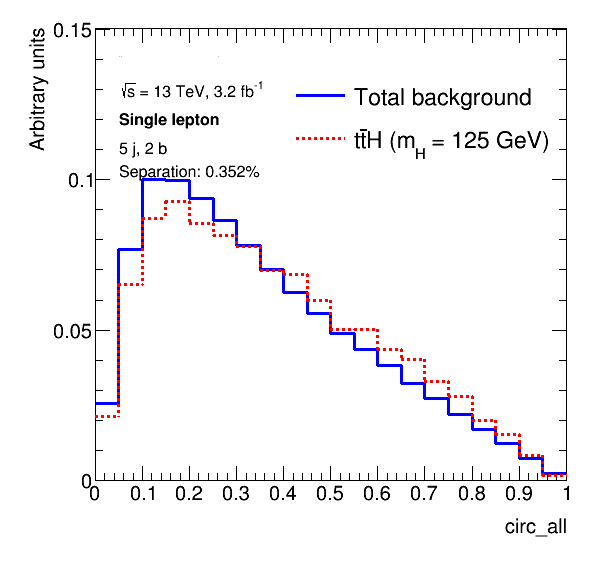 Arbitrary units
0.15
0.1
0.05
0
√s = 13 TeV, 3.2 fb⁻¹
Single lepton
5 j, 2 b
Separation: 0.352%
Total background
tt̄H (m_H = 125 GeV)
0 0.1 0.2 0.3 0.4 0.5 0.6 0.7 0.8 0.9 1
circ_all